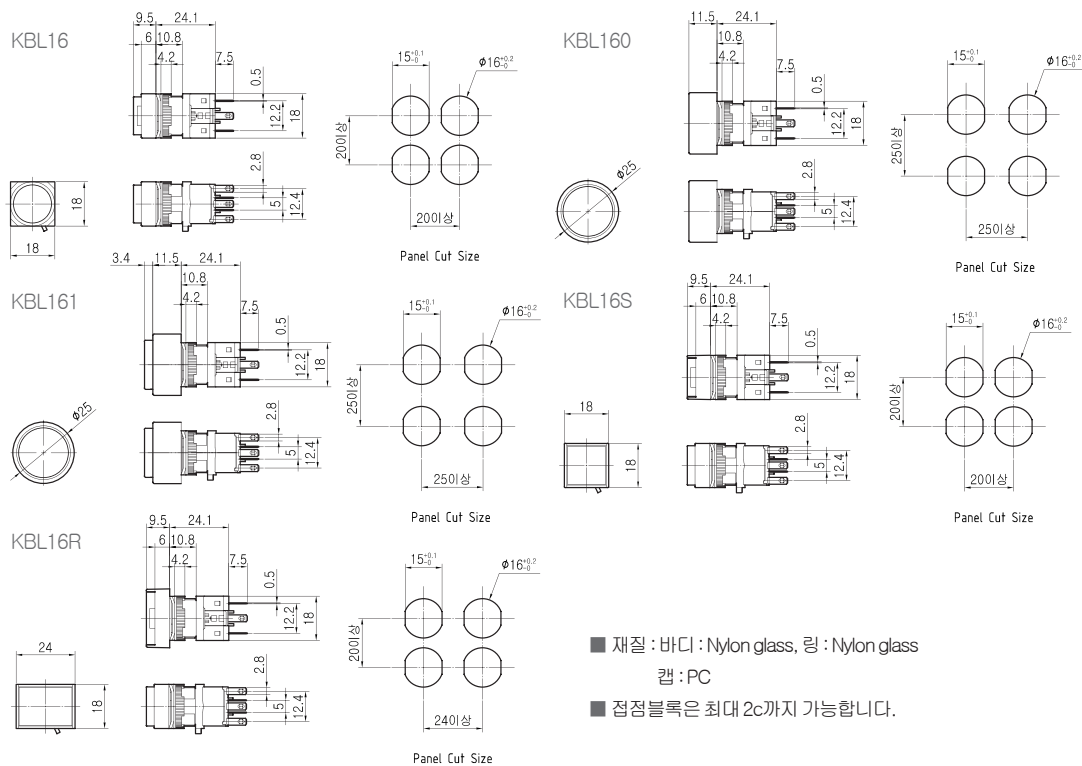 KBL16
9.5
24.1
6
10.8
4.2
7.5
0.5
12.2
18
15+0.1-0
Φ16+0.2-0
20이상
2.8
5
12.4
18
18
20이상
Panel Cut Size
KBL160
11.5
24.1
10.8
4.2
7.5
0.5
12.2
18
15+0.1-0
Φ16+0.2-0
25이상
Φ25
2.8
5
12.4
25이상
Panel Cut Size
KBL161
3.4
11.5
24.1
10.8
4.2
7.5
0.5
12.2
18
15+0.1-0
Φ16+0.2-0
25이상
Φ25
2.8
5
12.4
25이상
Panel Cut Size
KBL16S
9.5
24.1
6
10.8
4.2
7.5
0.5
12.2
18
15+0.1-0
Φ16+0.2-0
20이상
18
18
2.8
5
12.4
20이상
Panel Cut Size
KBL16R
9.5
24.1
6
10.8
4.2
7.5
0.5
12.2
18
15+0.1-0
Φ16+0.2-0
20이상
24
18
2.8
5
12.4
24이상
Panel Cut Size
■ 재질 : 바디 : Nylon glass, 링 : Nylon glass
캡 : PC
■ 접점블록은 최대 2c까지 가능합니다.